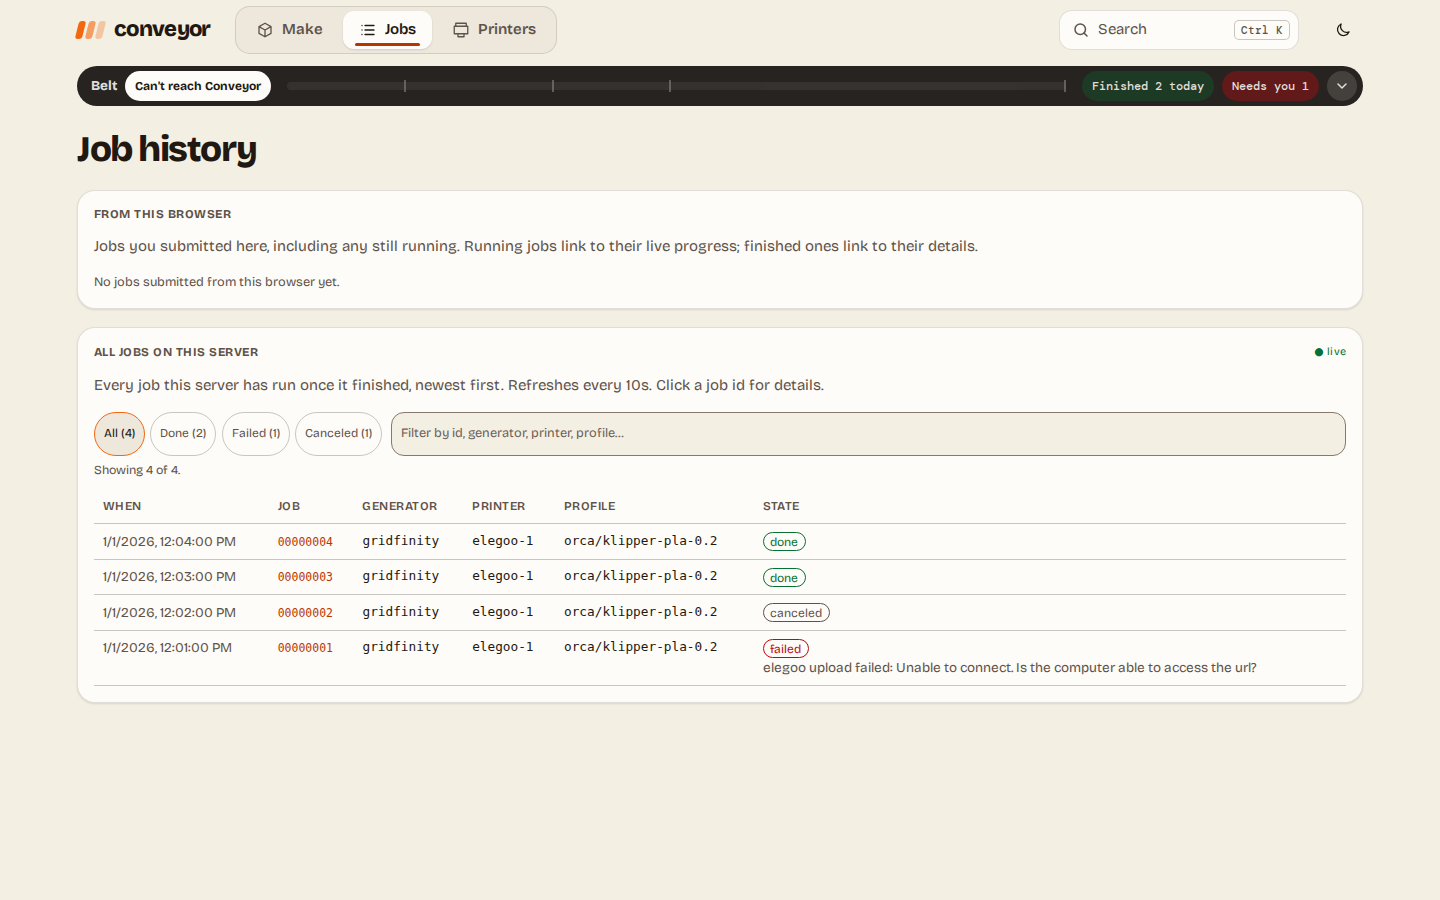 conveyor
Make
Jobs
Printers
Search
Ctrl K
Belt
Can't reach Conveyor
Finished 2 today
Needs you 1
Job history
FROM THIS BROWSER
Jobs you submitted here, including any still running. Running jobs link to their live progress; finished ones link to their details.
No jobs submitted from this browser yet.
ALL JOBS ON THIS SERVER
live
Every job this server has run once it finished, newest first. Refreshes every 10s. Click a job id for details.
All (4)
Done (2)
Failed (1)
Canceled (1)
Filter by id, generator, printer, profile...
Showing 4 of 4.
WHEN JOB GENERATOR PRINTER PROFILE STATE
1/1/2026, 12:04:00 PM 00000004 gridfinity elegoo-1 orca/klipper-pla-0.2 done
1/1/2026, 12:03:00 PM 00000003 gridfinity elegoo-1 orca/klipper-pla-0.2 done
1/1/2026, 12:02:00 PM 00000002 gridfinity elegoo-1 orca/klipper-pla-0.2 canceled
1/1/2026, 12:01:00 PM 00000001 gridfinity elegoo-1 orca/klipper-pla-0.2 failed
elegoo upload failed: Unable to connect. Is the computer able to access the url?